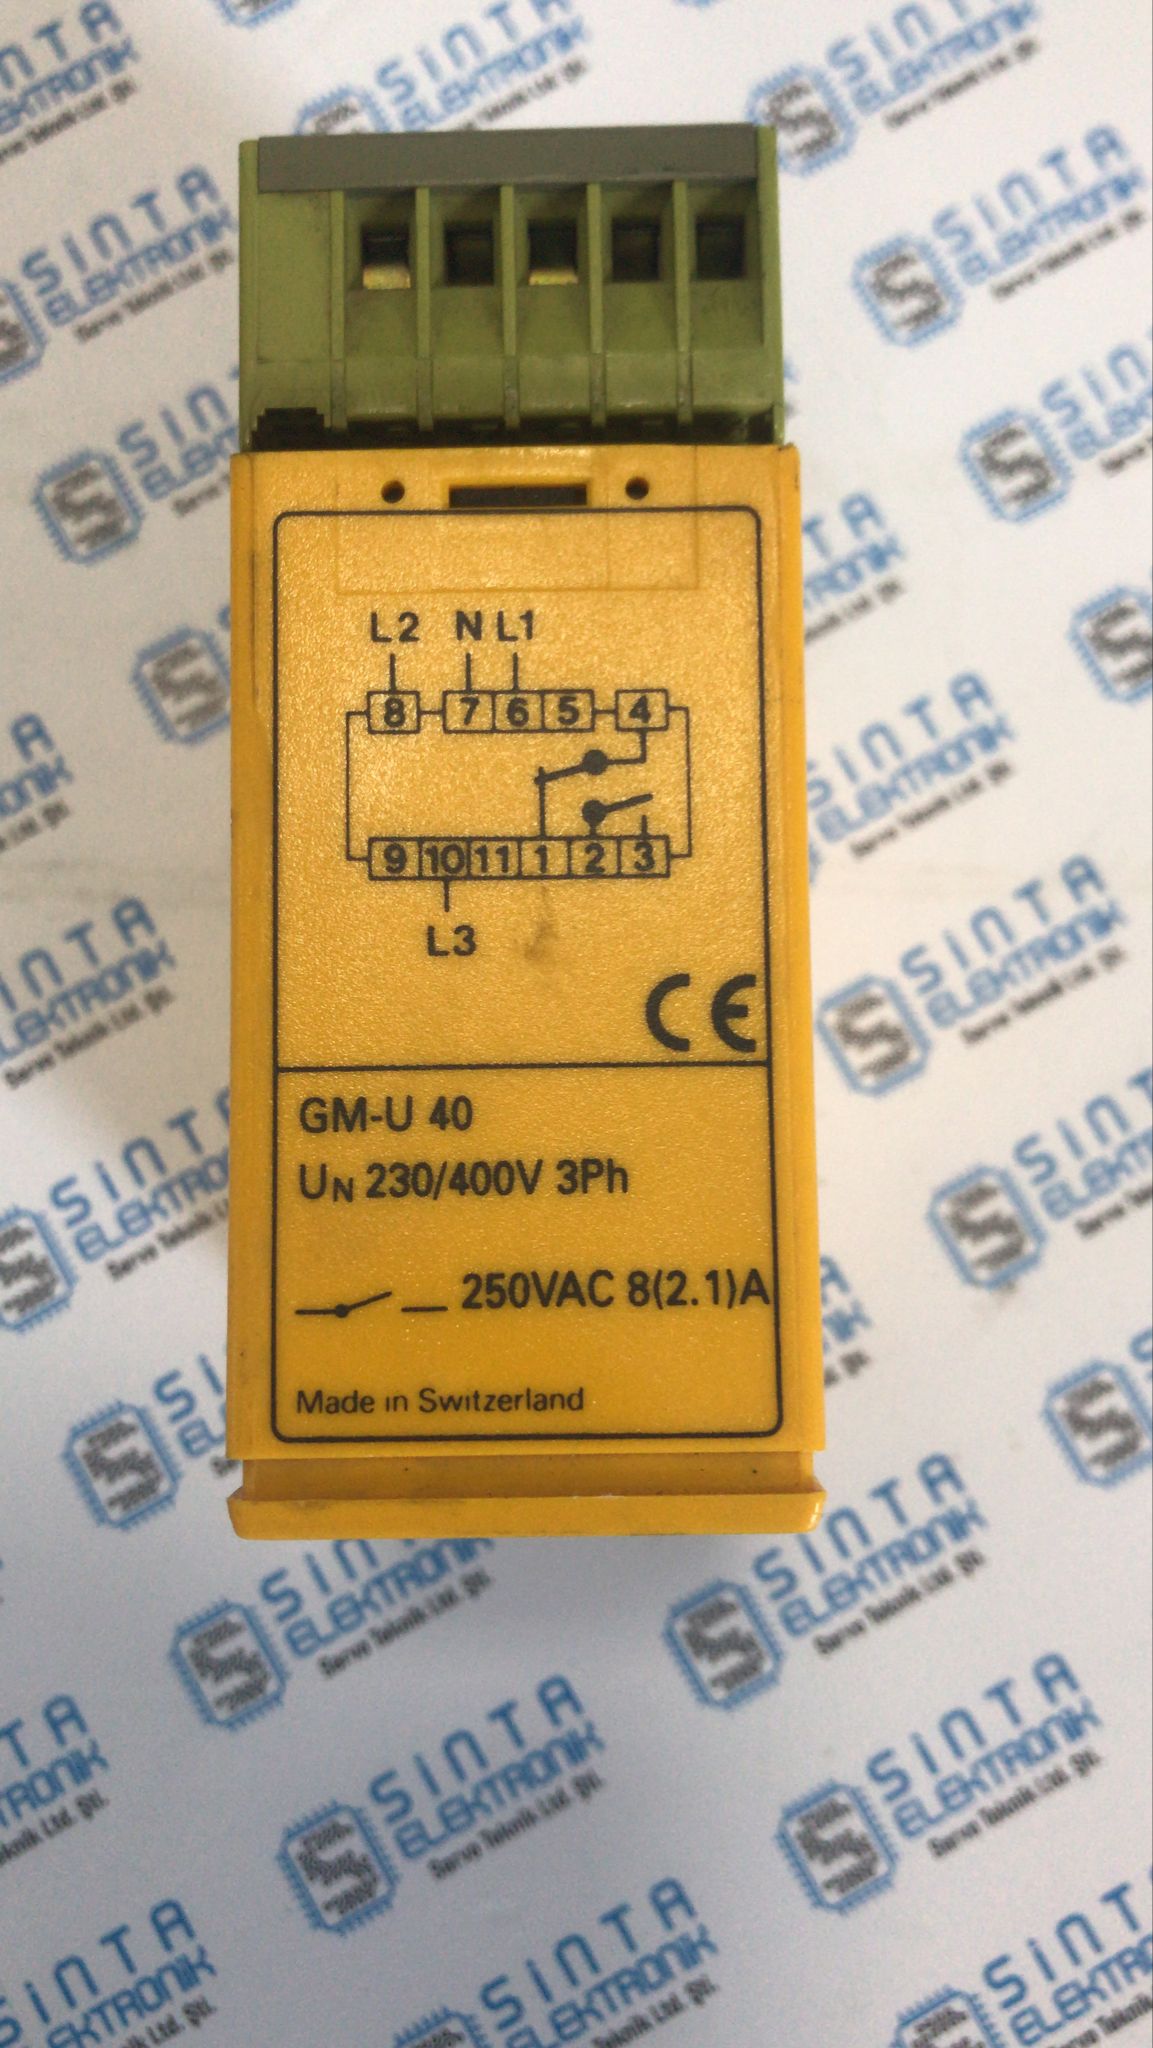 L2 N L1
8 7 6 5 4
9 10 11 1 2 3
L3
CE
GM-U 40
UN 230/400V 3Ph
250VAC 8(2.1)A
Made in Switzerland
SINTA
ELEKTRONIK
Servo Teknik Ltd. Şti.